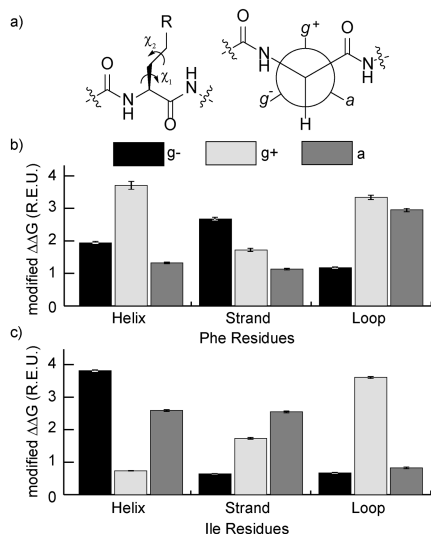 a)
R
χ2
χ1
O
N
H
O
H
N
g+
O
N
H
N
H
g-
a
H
b)
g-
g+
a
modified ΔΔG (R.E.U.)
4
3
2
1
0
Helix
Strand
Loop
Phe Residues
c)
modified ΔΔG (R.E.U.)
4
3
2
1
0
Helix
Strand
Loop
Ile Residues